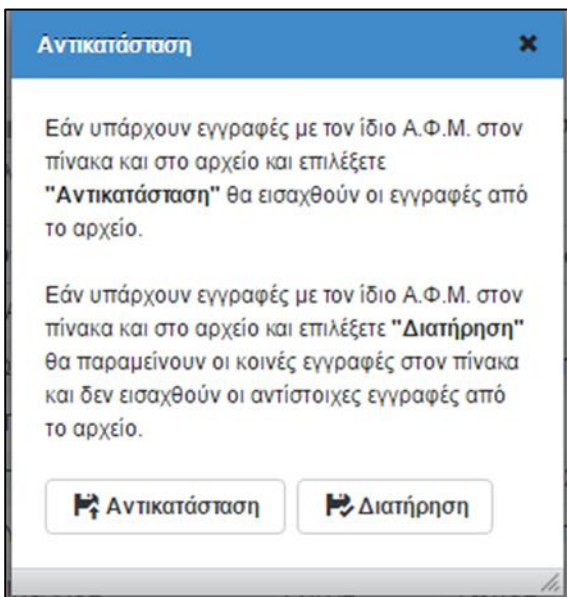 Αντικατάσταση
Εάν υπάρχουν εγγραφές με τον ίδιο Α.Φ.Μ. στον
πίνακα και στο αρχείο και επιλέξετε
"Αντικατάσταση" θα εισαχθούν οι εγγραφές από
το αρχείο.
Εάν υπάρχουν εγγραφές με τον ίδιο Α.Φ.Μ. στον
πίνακα και στο αρχείο και επιλέξετε "Διατήρηση"
θα παραμείνουν οι κοινές εγγραφές στον πίνακα
και δεν εισαχθούν οι αντίστοιχες εγγραφές από
το αρχείο.
Αντικατάσταση Διατήρηση